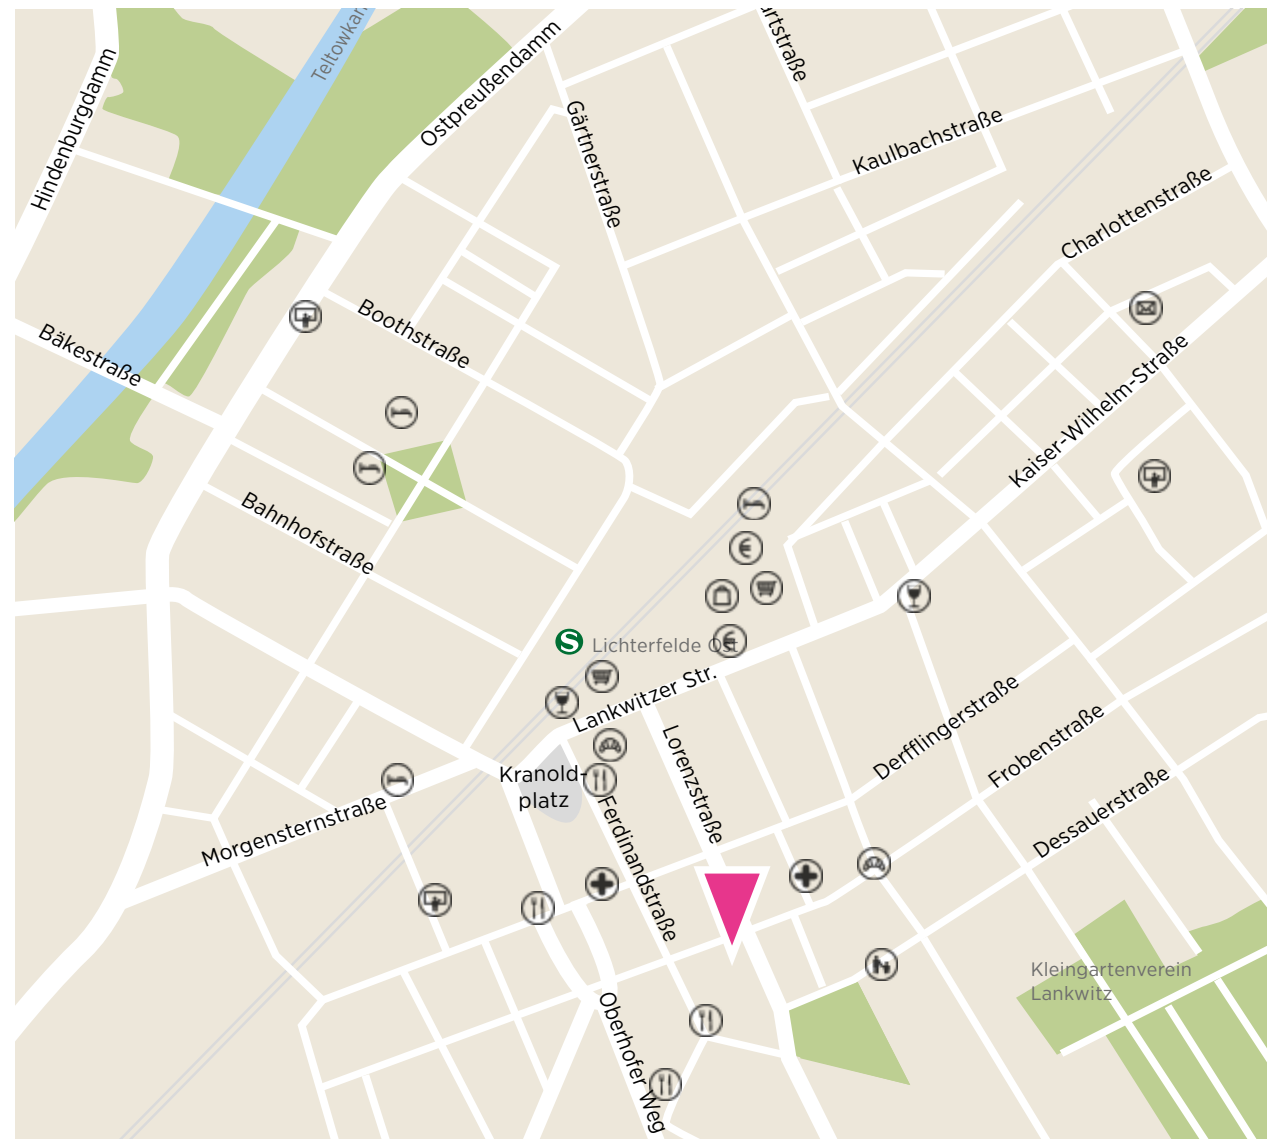 Teltowkan
artstraße
Hindenburgdamm
Ostpreußendamm
Gärtnerstraße
Kaulbachstraße
Charlottenstraße
Boothstraße
Bäkestraße
Kaiser-Wilhelm-Straße
Bahnhofstraße
S
Lichterfelde Ost
Lankwitzer Str.
Lorenzstraße
Derfflingerstraße
Frobenstraße
Kranold-
platz
Dessauerstraße
Morgensternstraße
Ferdinandstraße
Kleingartenverein
Lankwitz
Oberhofer Weg